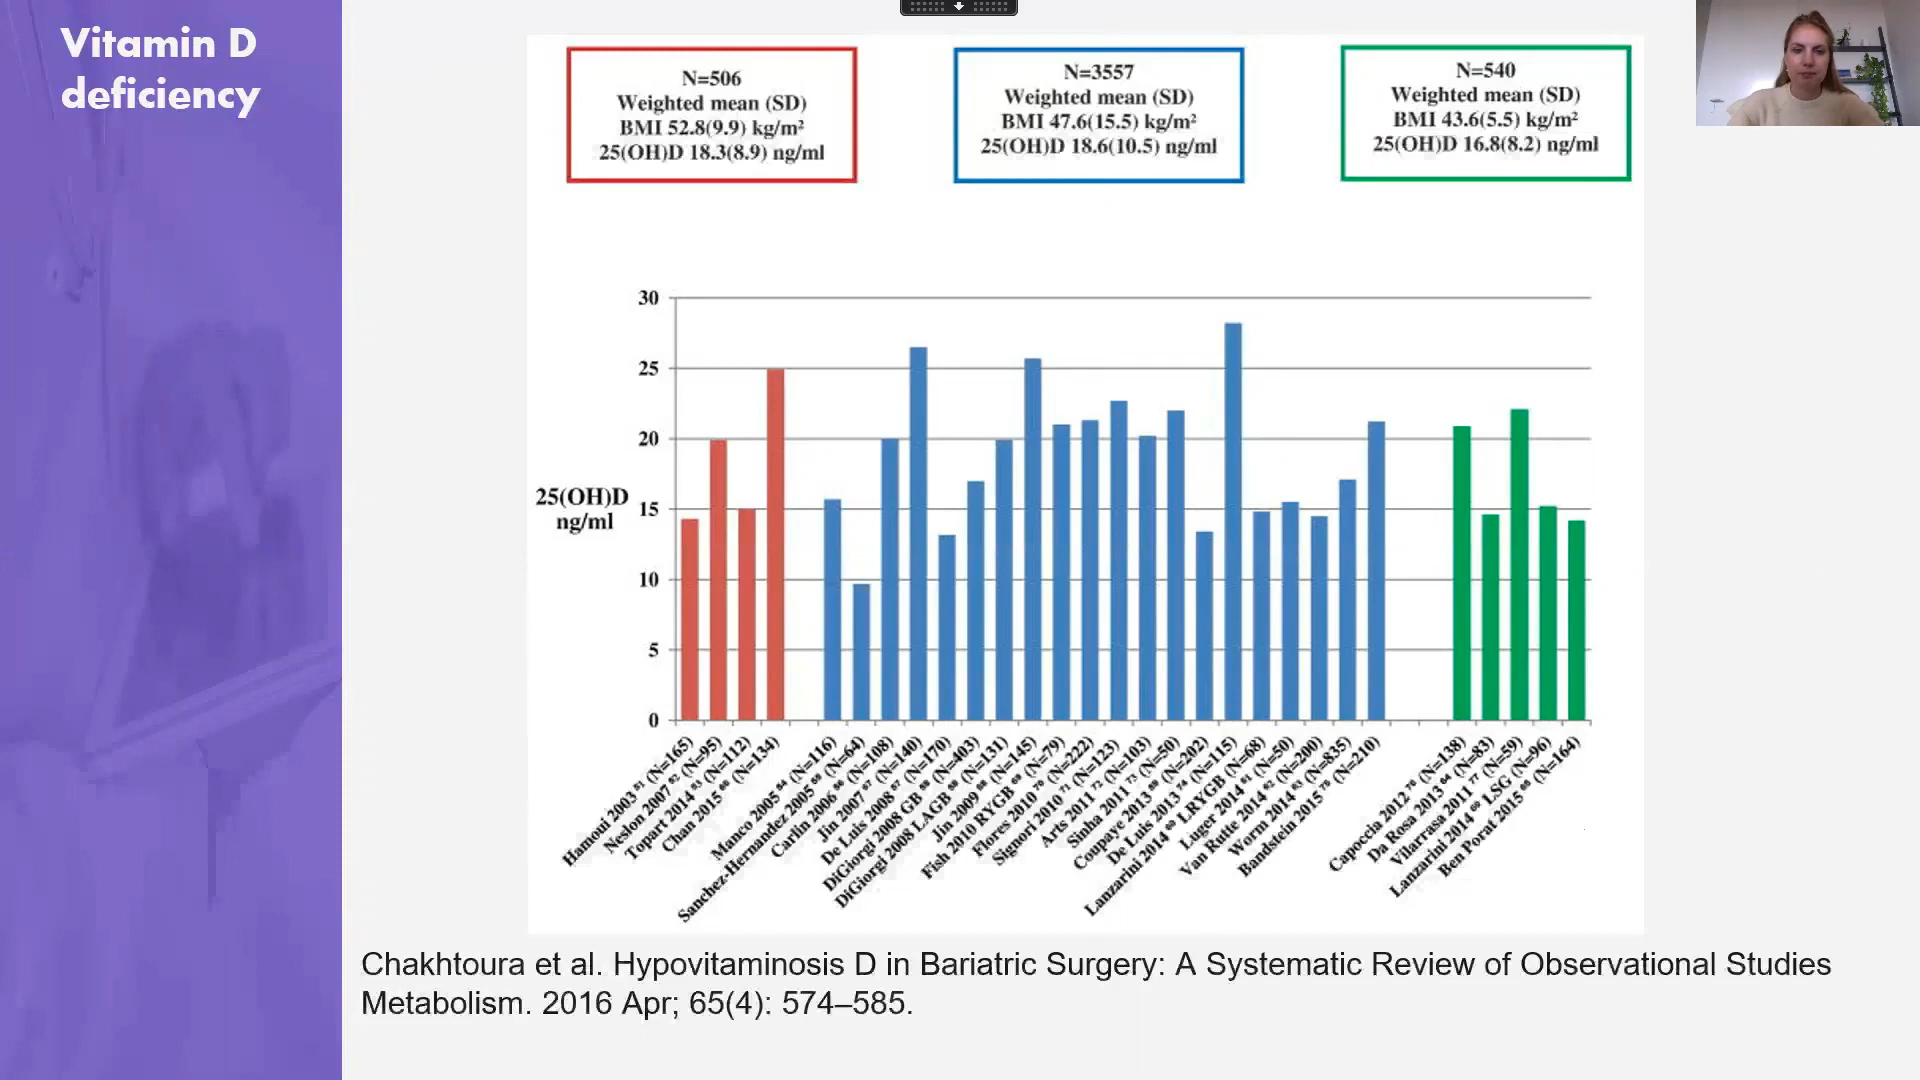 Vitamin D
deficiency
N=506
Weighted mean (SD)
BMI 52.8(9.9) kg/m²
25(OH)D 18.3(8.9) ng/ml
N=3557
Weighted mean (SD)
BMI 47.6(15.5) kg/m²
25(OH)D 18.6(10.5) ng/ml
N=540
Weighted mean (SD)
BMI 43.6(5.5) kg/m²
25(OH)D 16.8(8.2) ng/ml
30
25
20
15
10
5
0
25(OH)D
ng/ml
Hamoui 2003 (N=165)
Neslon 2007 (N=95)
Topart 2014 (N=112)
Chan 2015 (N=134)
Manco 2005 (N=116)
Sanchez-Hernandez 2005 (N=64)
Carlin 2006 (N=108)
Jin 2007 (N=140)
De Luis 2008 (N=170)
DiGiorgi 2008 GB (N=403)
DiGiorgi 2008 LAGB (N=131)
Jin 2009 (N=145)
Fish 2010 RYGB (N=79)
Flores 2010 (N=222)
Signori 2010 (N=123)
Arts 2011 (N=103)
Sinha 2011 (N=50)
Coupaye 2013 (N=202)
De Luis 2013 (N=115)
Lanzarini 2014 LRYGB (N=68)
Luger 2014 (N=50)
Van Rutte 2014 (N=200)
Worm 2014 (N=835)
Bandstein 2015 (N=210)
Capoccia 2012 (N=138)
Da Rosa 2013 (N=83)
Vilarrasa 2011 (N=59)
Lanzarini 2014 LSG (N=96)
Ben Porat 2015 (N=164)
Chakhtoura et al. Hypovitaminosis D in Bariatric Surgery: A Systematic Review of Observational Studies
Metabolism. 2016 Apr; 65(4): 574–585.